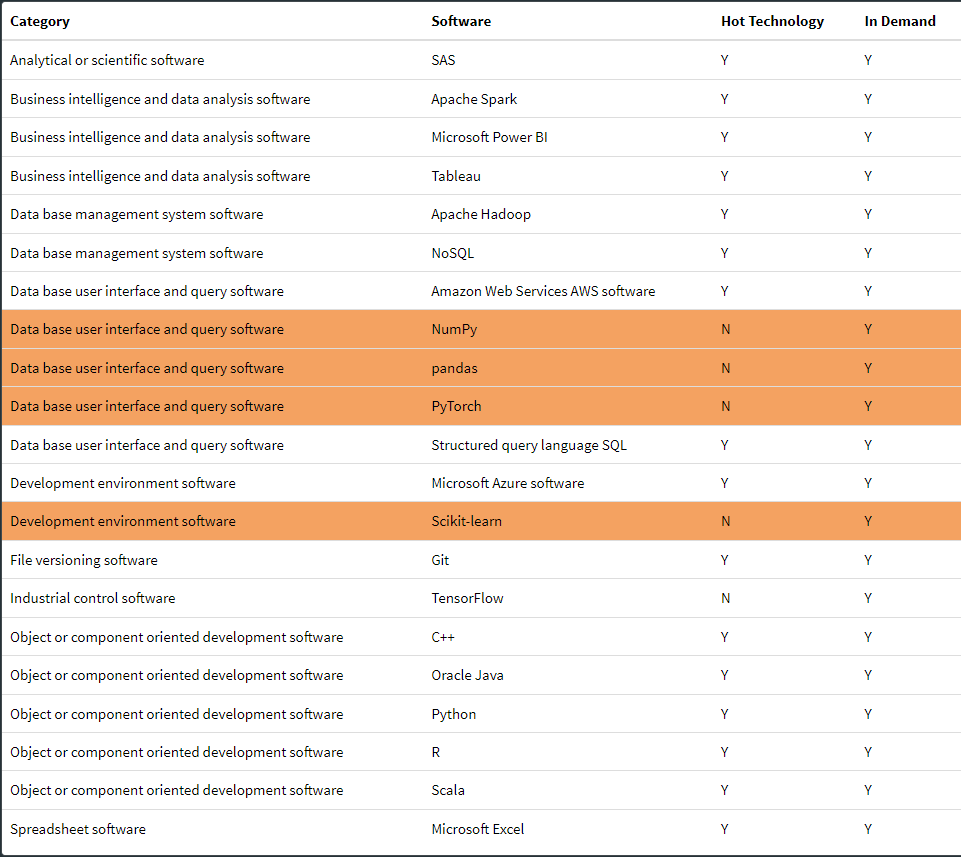 Category Software Hot Technology In Demand
Analytical or scientific software SAS Y Y
Business intelligence and data analysis software Apache Spark Y Y
Business intelligence and data analysis software Microsoft Power BI Y Y
Business intelligence and data analysis software Tableau Y Y
Data base management system software Apache Hadoop Y Y
Data base management system software NoSQL Y Y
Data base user interface and query software Amazon Web Services AWS software Y Y
Data base user interface and query software NumPy N Y
Data base user interface and query software pandas N Y
Data base user interface and query software PyTorch N Y
Data base user interface and query software Structured query language SQL Y Y
Development environment software Microsoft Azure software Y Y
Development environment software Scikit-learn N Y
File versioning software Git Y Y
Industrial control software TensorFlow N Y
Object or component oriented development software C++ Y Y
Object or component oriented development software Oracle Java Y Y
Object or component oriented development software Python Y Y
Object or component oriented development software R Y Y
Object or component oriented development software Scala Y Y
Spreadsheet software Microsoft Excel Y Y